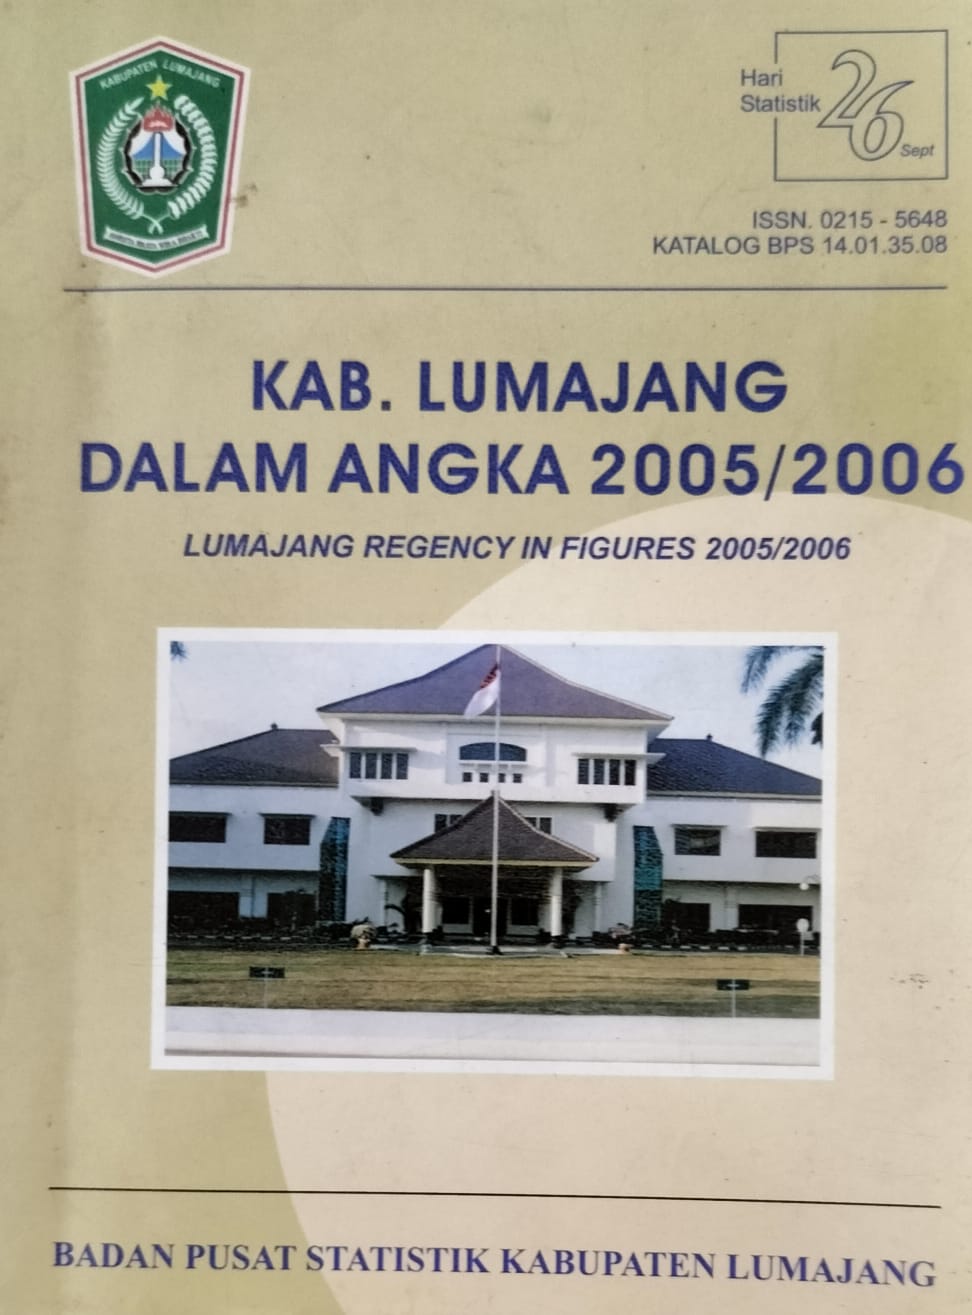 KABUPATEN LUMAJANG
Hari
Statistik
26
Sept
ISSN. 0215 - 5648
KATALOG BPS 14.01.35.08
KAB. LUMAJANG
DALAM ANGKA 2005/2006
LUMAJANG REGENCY IN FIGURES 2005/2006
BADAN PUSAT STATISTIK KABUPATEN LUMAJANG